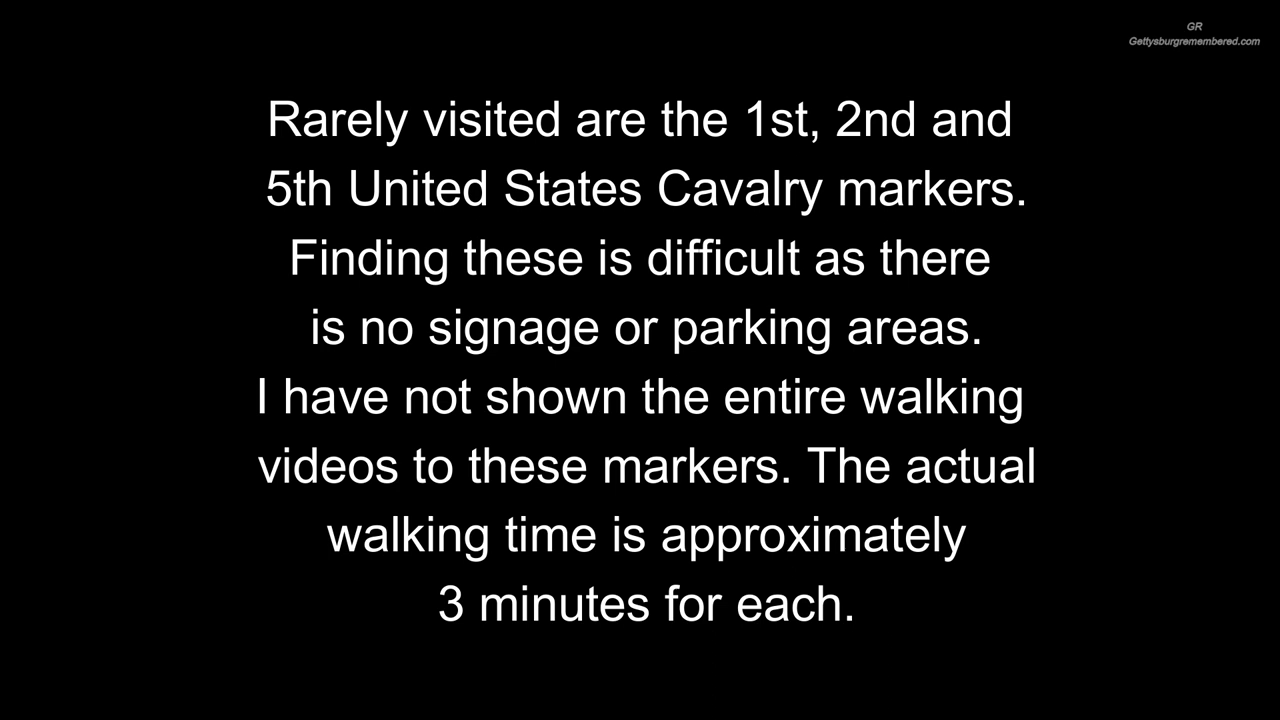 GR
Gettysburgremembered.com
Rarely visited are the 1st, 2nd and
5th United States Cavalry markers.
Finding these is difficult as there
is no signage or parking areas.
I have not shown the entire walking
videos to these markers. The actual
walking time is approximately
3 minutes for each.